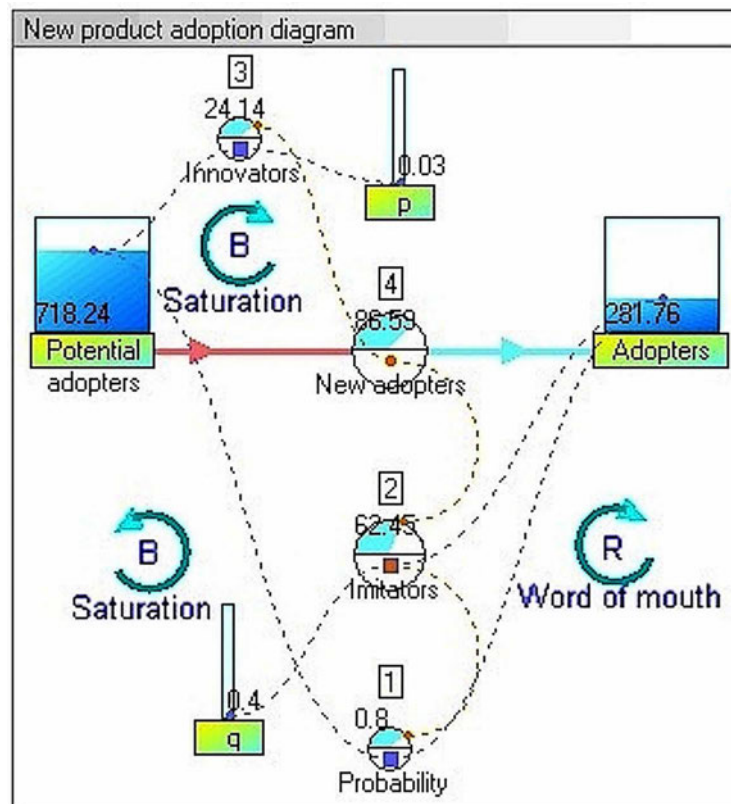 New product adoption diagram
3
24.14
Innovators
0.03
p
B
Saturation
4
718.24
86.59
281.76
Potential
adopters
New adopters
Adopters
2
62.45
B
Imitators
R
Saturation
Word of mouth
0.4
q
1
0.8
Probability